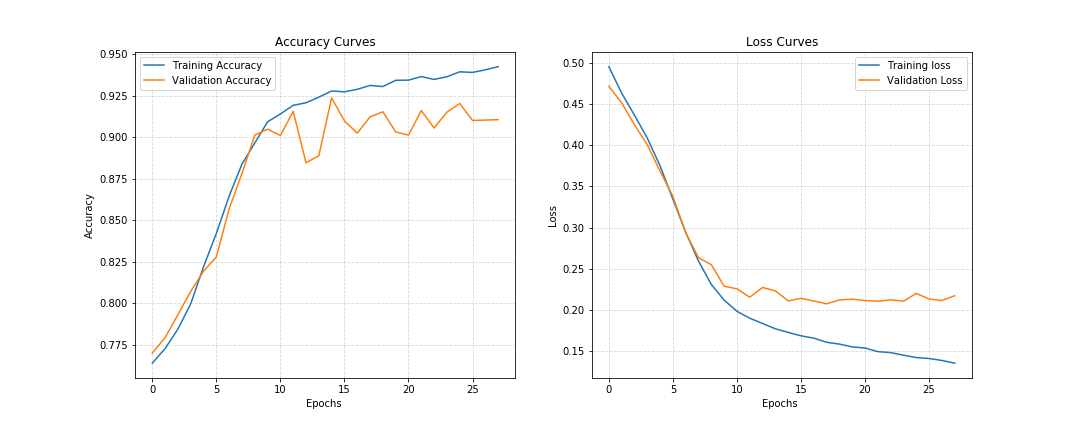 Accuracy Curves
Training Accuracy
Validation Accuracy
Accuracy
0.950
0.925
0.900
0.875
0.850
0.825
0.800
0.775
0 5 10 15 20 25
Epochs
Loss Curves
Training loss
Validation Loss
Loss
0.50
0.45
0.40
0.35
0.30
0.25
0.20
0.15
0 5 10 15 20 25
Epochs